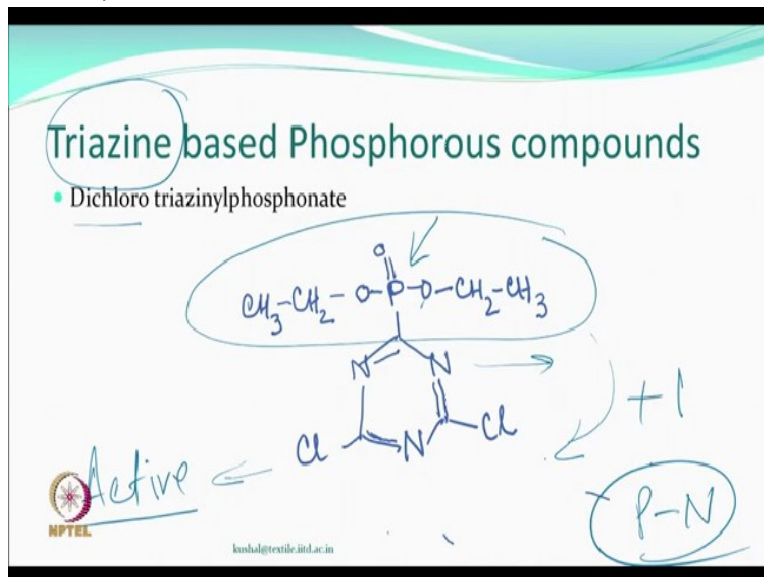 Triazine based Phosphorous compounds
• Dichloro triazinylphosphonate
O
CH3-CH2-O-P-O-CH2-CH3
N N
+1
Cl N Cl
Active
P-N
NPTEL
kushal@textile.iitd.ac.in